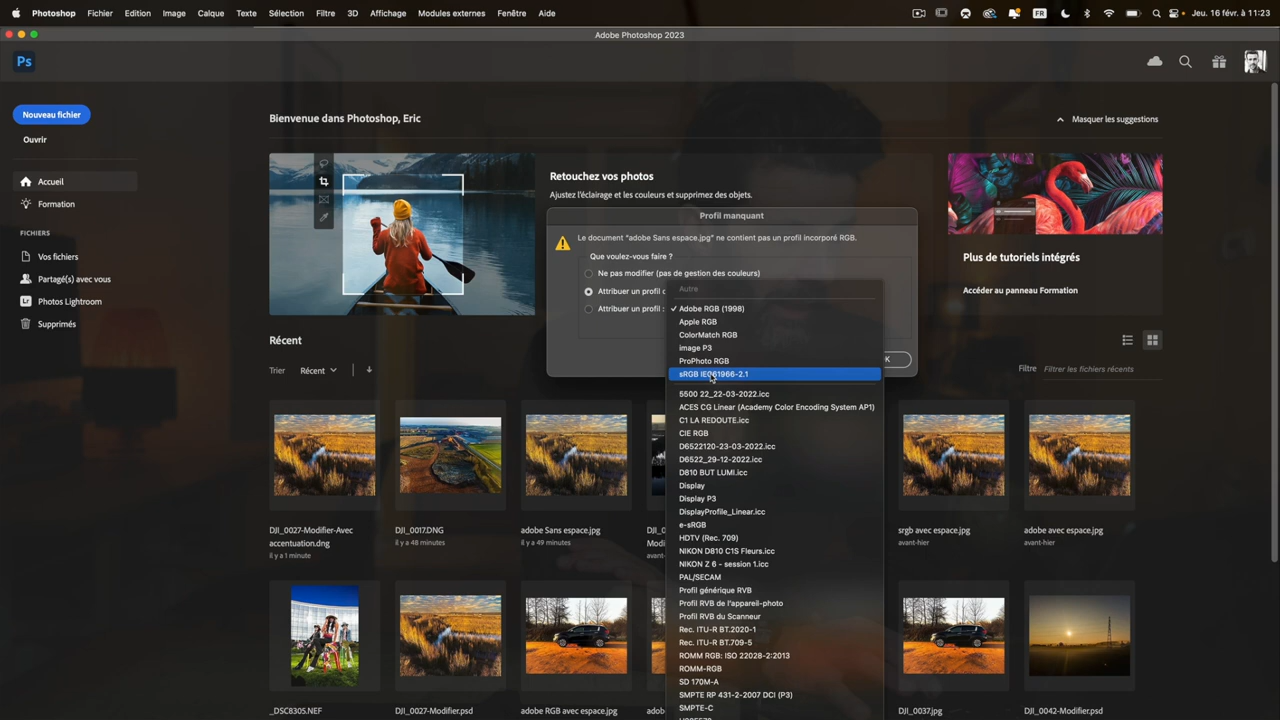 Photoshop Fichier Edition Image Calque Texte Sélection Filtre 3D Affichage Modules externes Fenêtre Aide FR Jeu. 16 févr. à 11:23
Adobe Photoshop 2023
Ps
Nouveau fichier
Ouvrir
Accueil
Formation
FICHIERS
Vos fichiers
Partagé(s) avec vous
Photos Lightroom
Supprimés
Bienvenue dans Photoshop, Eric
Masquer les suggestions
Retouchez vos photos
Ajustez l'éclairage et les couleurs et supprimez des objets.
Plus de tutoriels intégrés
Accéder au panneau Formation
Profil manquant
Le document "adobe Sans espace.jpg" ne contient pas un profil incorporé RGB.
Que voulez-vous faire ?
Ne pas modifier (pas de gestion des couleurs)
Attribuer un profil
Attribuer un profil :
Autre
✓ Adobe RGB (1998)
Apple RGB
ColorMatch RGB
image P3
ProPhoto RGB
sRGB IEC61966-2.1
5500 22_22-03-2022.icc
ACES CG Linear (Academy Color Encoding System AP1)
C1 LA REDOUTE.icc
CIE RGB
D6522120-23-03-2022.icc
D6522_29-12-2022.icc
D810 BUT LUMI.icc
Display
Display P3
DisplayProfile_Linear.icc
e-sRGB
HDTV (Rec. 709)
NIKON D810 C1S Fleurs.icc
NIKON Z 6 - session 1.icc
PAL/SECAM
Profil générique RVB
Profil RVB de l'appareil-photo
Profil RVB du Scanneur
Rec. ITU-R BT.2020-1
Rec. ITU-R BT.709-5
ROMM RGB: ISO 22028-2:2013
ROMM-RGB
SD 170M-A
SMPTE RP 431-2-2007 DCI (P3)
SMPTE-C
Récent
Trier Récent
Filtre Filtrer les fichiers récents
DJI_0027-Modifier-Avec
accentuation.dng
il y a 1 minute
DJI_0017.DNG
il y a 48 minutes
adobe Sans espace.jpg
il y a 49 minutes
srgb avec espace.jpg
avant-hier
adobe avec espace.jpg
avant-hier
_DSC8305.NEF
DJI_0027-Modifier.psd
adobe RGB avec espace.jpg
DJI_0037.jpg
DJI_0042-Modifier.psd